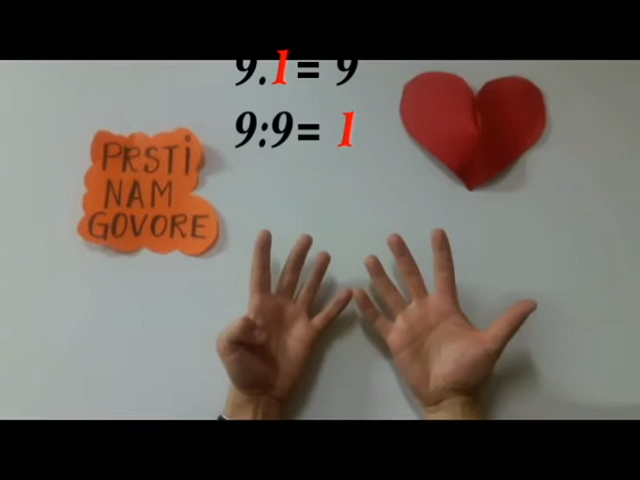 9.1= 9
9:9= 1
PRSTI
NAM
GOVORE